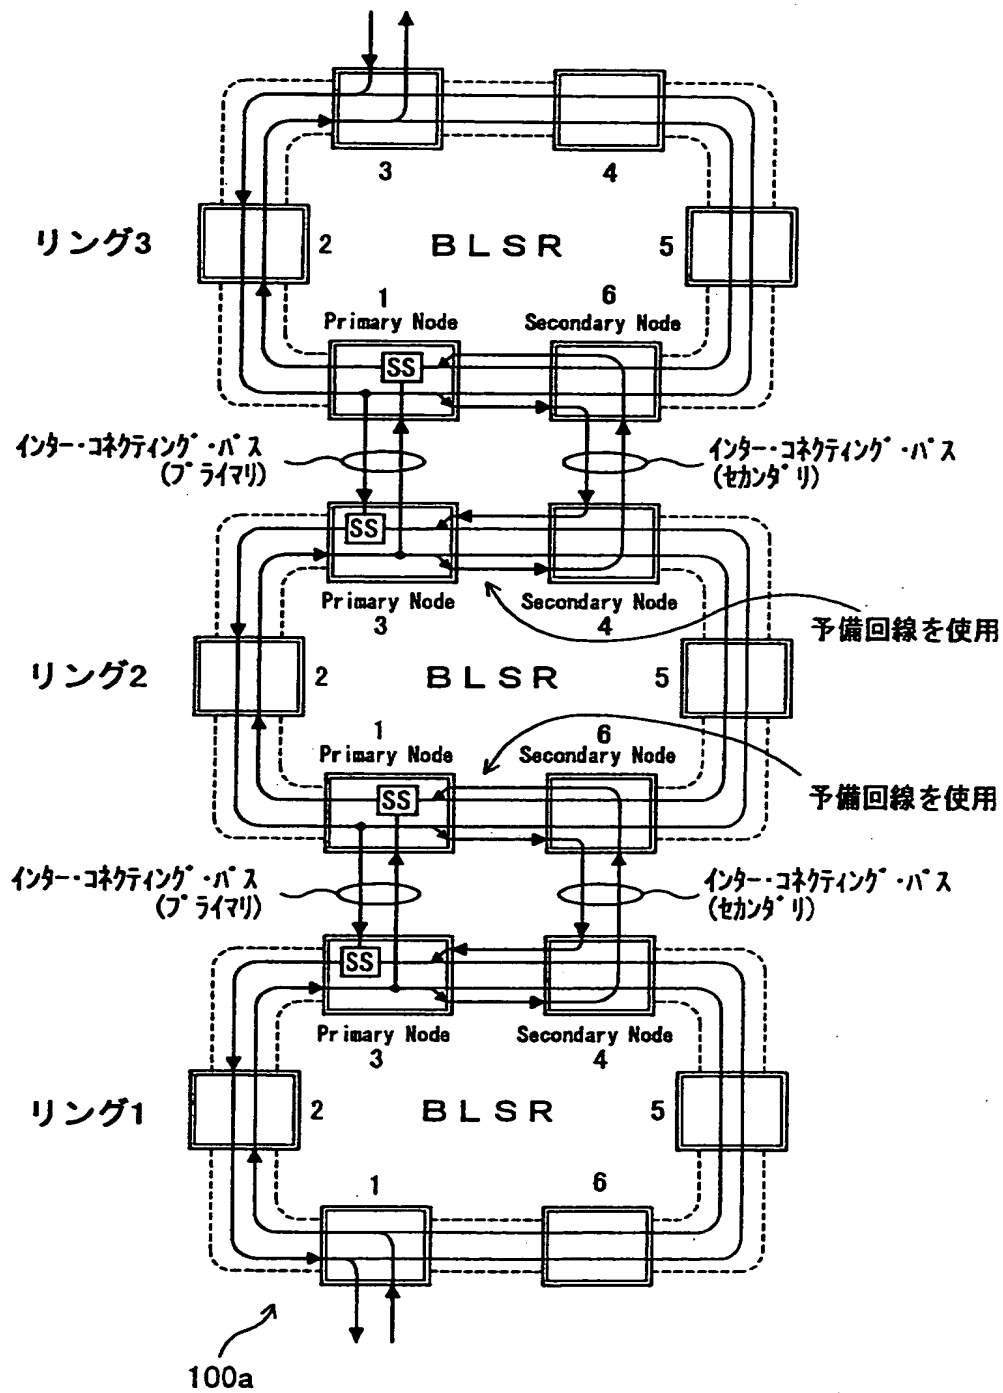 3
4
リング3
2
BLSR
5
1
Primary Node
6
Secondary Node
SS
インター・コネクティング・パス
(プライマリ)
インター・コネクティング・パス
(セカンダリ)
SS
Primary Node
3
Secondary Node
4
予備回線を使用
リング2
2
BLSR
5
1
Primary Node
6
Secondary Node
予備回線を使用
SS
インター・コネクティング・パス
(プライマリ)
インター・コネクティング・パス
(セカンダリ)
SS
Primary Node
3
Secondary Node
4
リング1
2
BLSR
5
1
6
100a